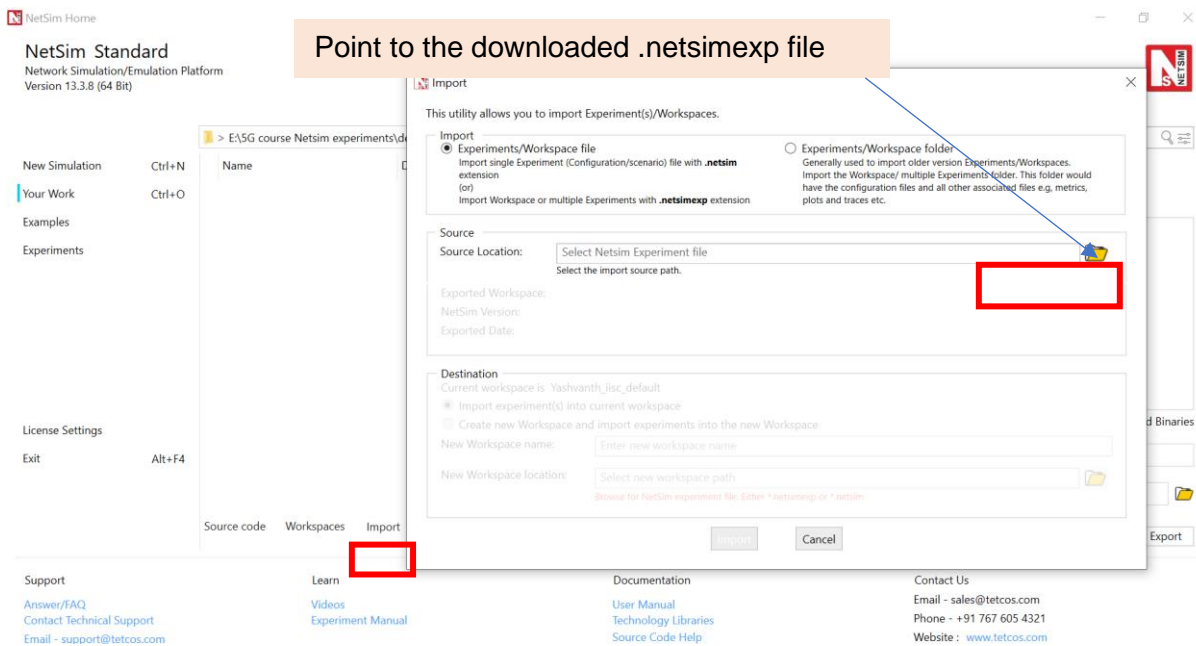 NetSim Home
Point to the downloaded .netsimexp file
NetSim Standard
Network Simulation/Emulation Platform
Version 13.3.8 (64 Bit)
NETSIM
Import
This utility allows you to import Experiment(s)/Workspaces.
Import
Experiments/Workspace file
Import single Experiment (Configuration/scenario) file with .netsim
extension
(or)
Import Workspace or multiple Experiments with .netsimexp extension
Experiments/Workspace folder
Generally used to import older version Experiments/Workspaces.
Import the Workspace/ multiple Experiments folder. This folder would
have the configuration files and all other associated files e.g, metrics,
plots and traces etc.
> E:\5G course Netsim experiments\de
Name
New Simulation Ctrl+N
Your Work Ctrl+O
Examples
Experiments
Source
Source Location: Select Netsim Experiment file
Select the import source path.
Exported Workspace:
NetSim Version:
Exported Date:
Destination
Current workspace is Yashvanth_iisc_default
Import experiment(s) into current workspace
Create new Workspace and import experiments into the new Workspace
New Workspace name: Enter new workspace name
New Workspace location: Select new workspace path
Browse for NetSim experiment file. Either *.netsimexp or *.netsim
Import Cancel
License Settings
Exit Alt+F4
d Binaries
Source code Workspaces Import
Export
Support
Answer/FAQ
Contact Technical Support
Email - support@tetcos.com
Learn
Videos
Experiment Manual
Documentation
User Manual
Technology Libraries
Source Code Help
Contact Us
Email - sales@tetcos.com
Phone - +91 767 605 4321
Website : www.tetcos.com